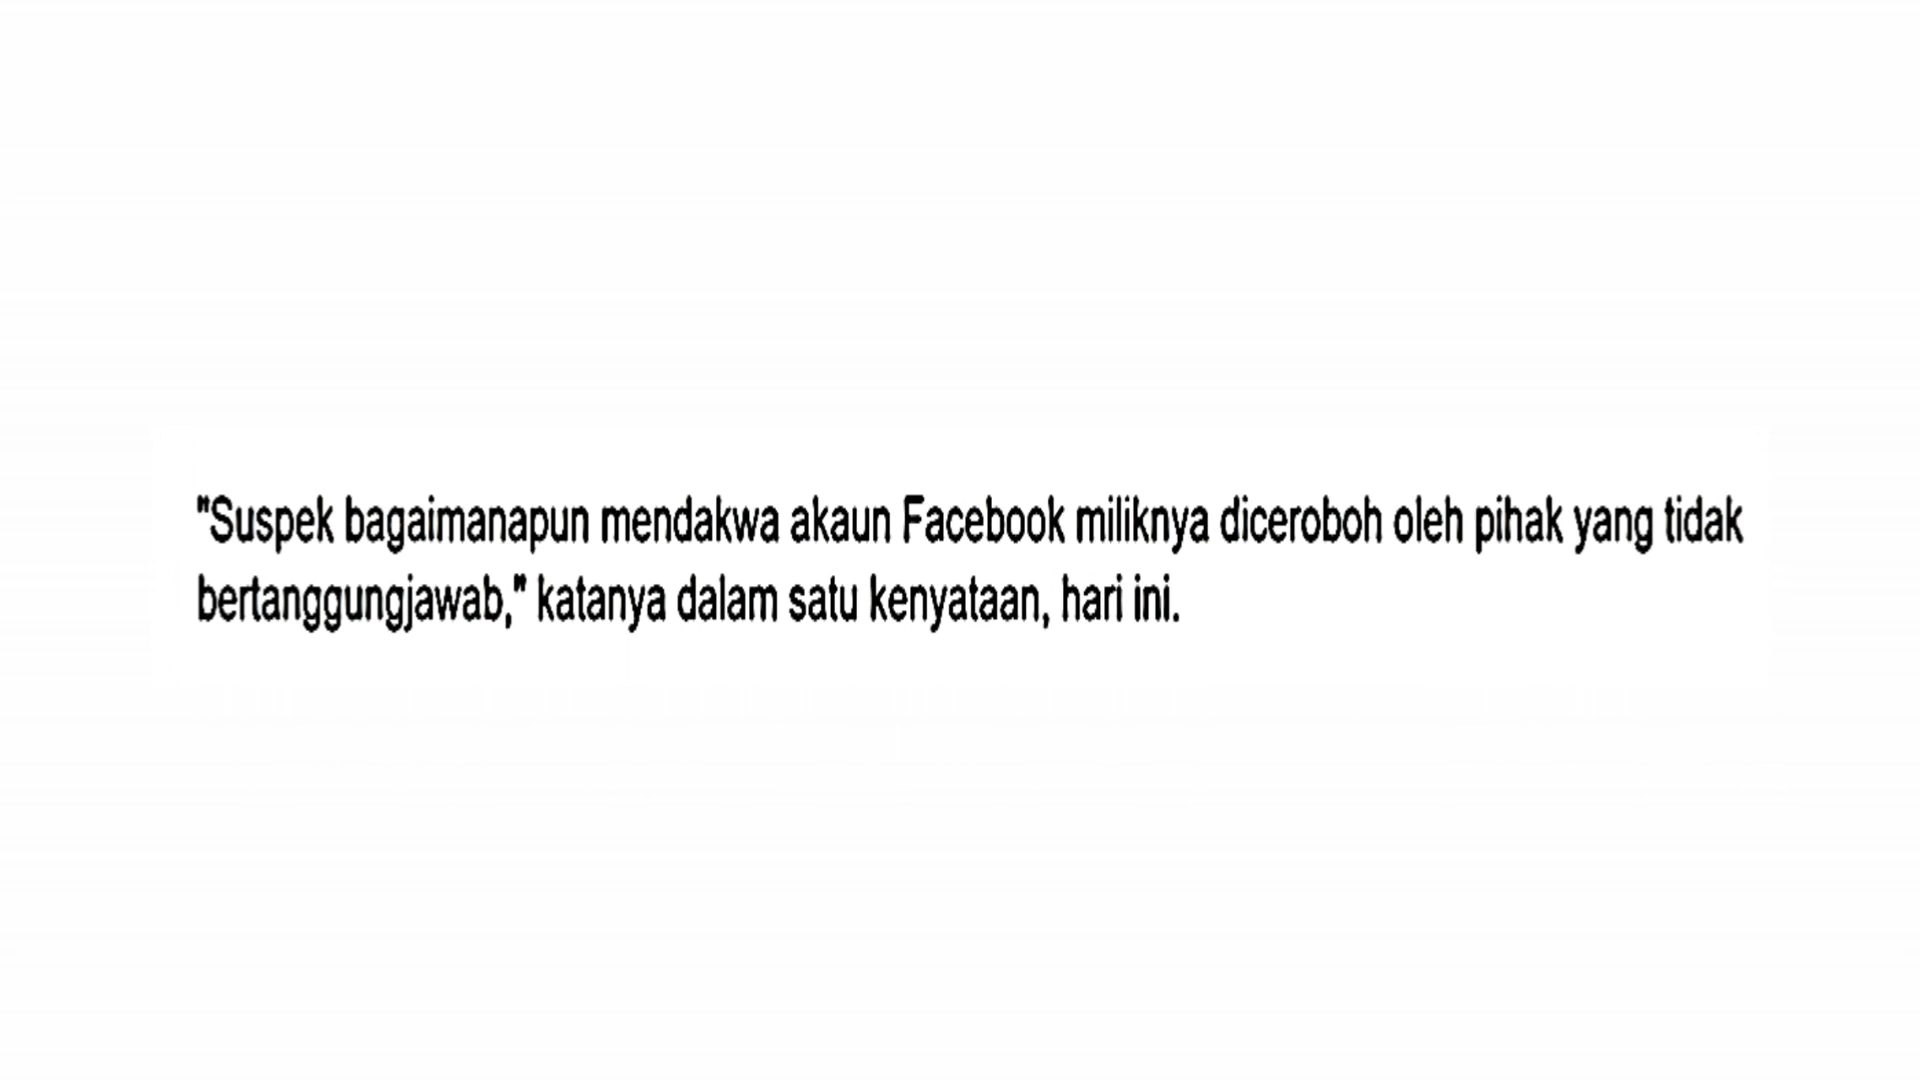 "Suspek bagaimanapun mendakwa akaun Facebook miliknya diceroboh oleh pihak yang tidak
bertanggungjawab," katanya dalam satu kenyataan, hari ini.